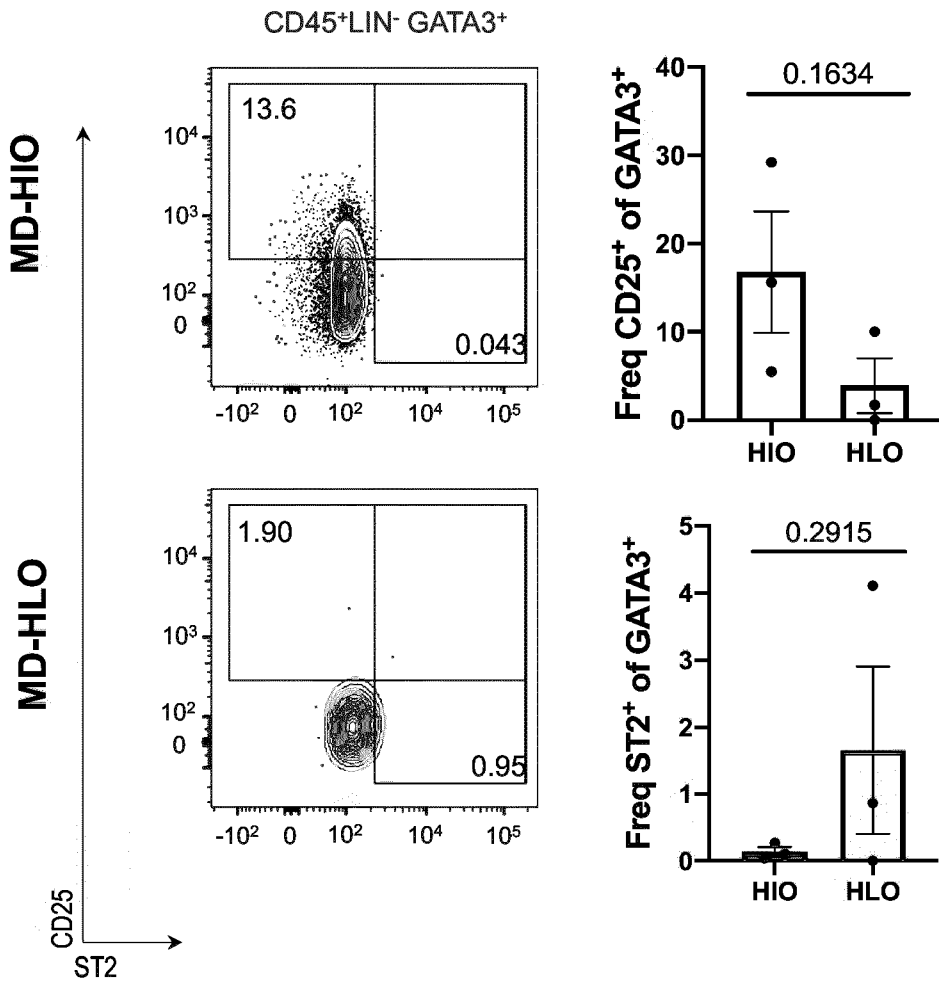 CD45⁺LIN⁻ GATA3⁺
MD-HIO
13.6
0.043
10⁴
10³
10²
0
-10² 0 10² 10⁴ 10⁵
Freq CD25⁺ of GATA3⁺
40
30
20
10
0
0.1634
HIO HLO
MD-HLO
1.90
0.95
10⁴
10³
10²
0
-10² 0 10² 10⁴ 10⁵
Freq ST2⁺ of GATA3⁺
5
4
3
2
1
0
0.2915
HIO HLO
CD25
ST2